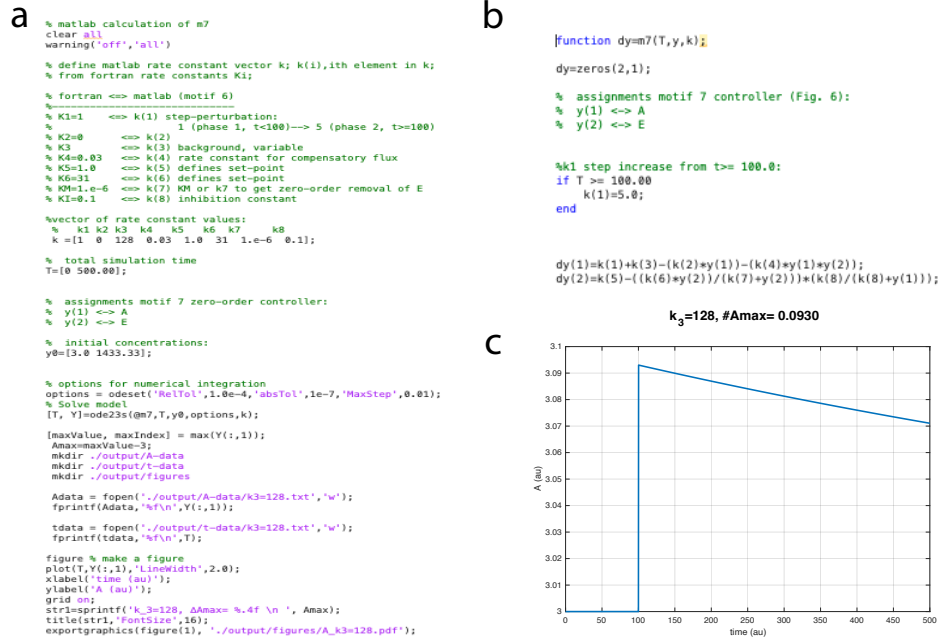 a
% matlab calculation of m7
clear all
warning('off','all')
% define matlab rate constant vector k; k(i),ith element in k;
% from fortran rate constants Ki;
% fortran <=> matlab (motif 6)
%-----------------------------
% K1=1 <=> k(1) step-perturbation:
% 1 (phase 1, t<100)--> 5 (phase 2, t>=100)
% K2=0 <=> k(2)
% K3 <=> k(3) background, variable
% K4=0.03 <=> k(4) rate constant for compensatory flux
% K5=1.0 <=> k(5) defines set-point
% K6=31 <=> k(6) defines set-point
% KM=1.e-6 <=> k(7) KM or k7 to get zero-order removal of E
% KI=0.1 <=> k(8) inhibition constant
%vector of rate constant values:
% k1 k2 k3 k4 k5 k6 k7 k8
k =[1 0 128 0.03 1.0 31 1.e-6 0.1];
% total simulation time
T=[0 500.00];
% assignments motif 7 zero-order controller:
% y(1) <-> A
% y(2) <-> E
% initial concentrations:
y0=[3.0 1433.33];
% options for numerical integration
options = odeset('RelTol',1.0e-4,'absTol',1e-7,'MaxStep',0.01);
% Solve model
[T, Y]=ode23s(@m7,T,y0,options,k);
[maxValue, maxIndex] = max(Y(:,1));
Amax=maxValue-3;
mkdir ./output/A-data
mkdir ./output/t-data
mkdir ./output/figures
Adata = fopen('./output/A-data/k3=128.txt','w');
fprintf(Adata,'%f\n',Y(:,1));
tdata = fopen('./output/t-data/k3=128.txt','w');
fprintf(tdata,'%f\n',T);
figure % make a figure
plot(T,Y(:,1),'LineWidth',2.0);
xlabel('time (au)');
ylabel('A (au)');
grid on;
str1=sprintf('k_3=128, ΔAmax= %.4f \n ', Amax);
title(str1,'FontSize',16);
exportgraphics(figure(1), './output/figures/A_k3=128.pdf');
b
function dy=m7(T,y,k);
dy=zeros(2,1);
% assignments motif 7 controller (Fig. 6):
% y(1) <-> A
% y(2) <-> E
%k1 step increase from t>= 100.0:
if T >= 100.00
k(1)=5.0;
end
dy(1)=k(1)+k(3)-(k(2)*y(1))-(k(4)*y(1)*y(2));
dy(2)=k(5)-((k(6)*y(2))/(k(7)+y(2)))*(k(8)/(k(8)+y(1)));
c
k3=128, #Amax= 0.0930
3.1
3.09
3.08
3.07
3.06
3.05
3.04
3.03
3.02
3.01
3
A (au)
0 50 100 150 200 250 300 350 400 450 500
time (au)